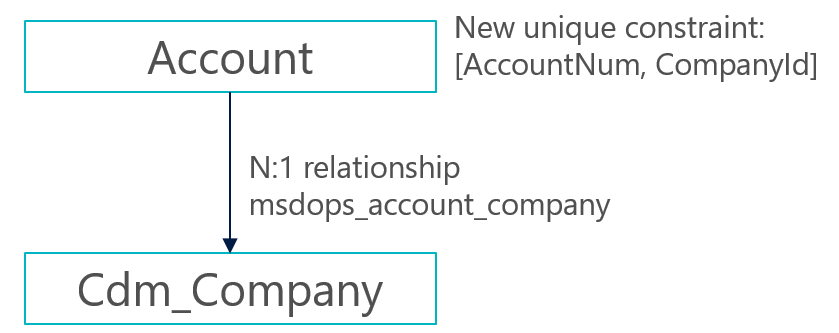 Account
New unique constraint:
[AccountNum, CompanyId]
N:1 relationship
msdops_account_company
Cdm_Company